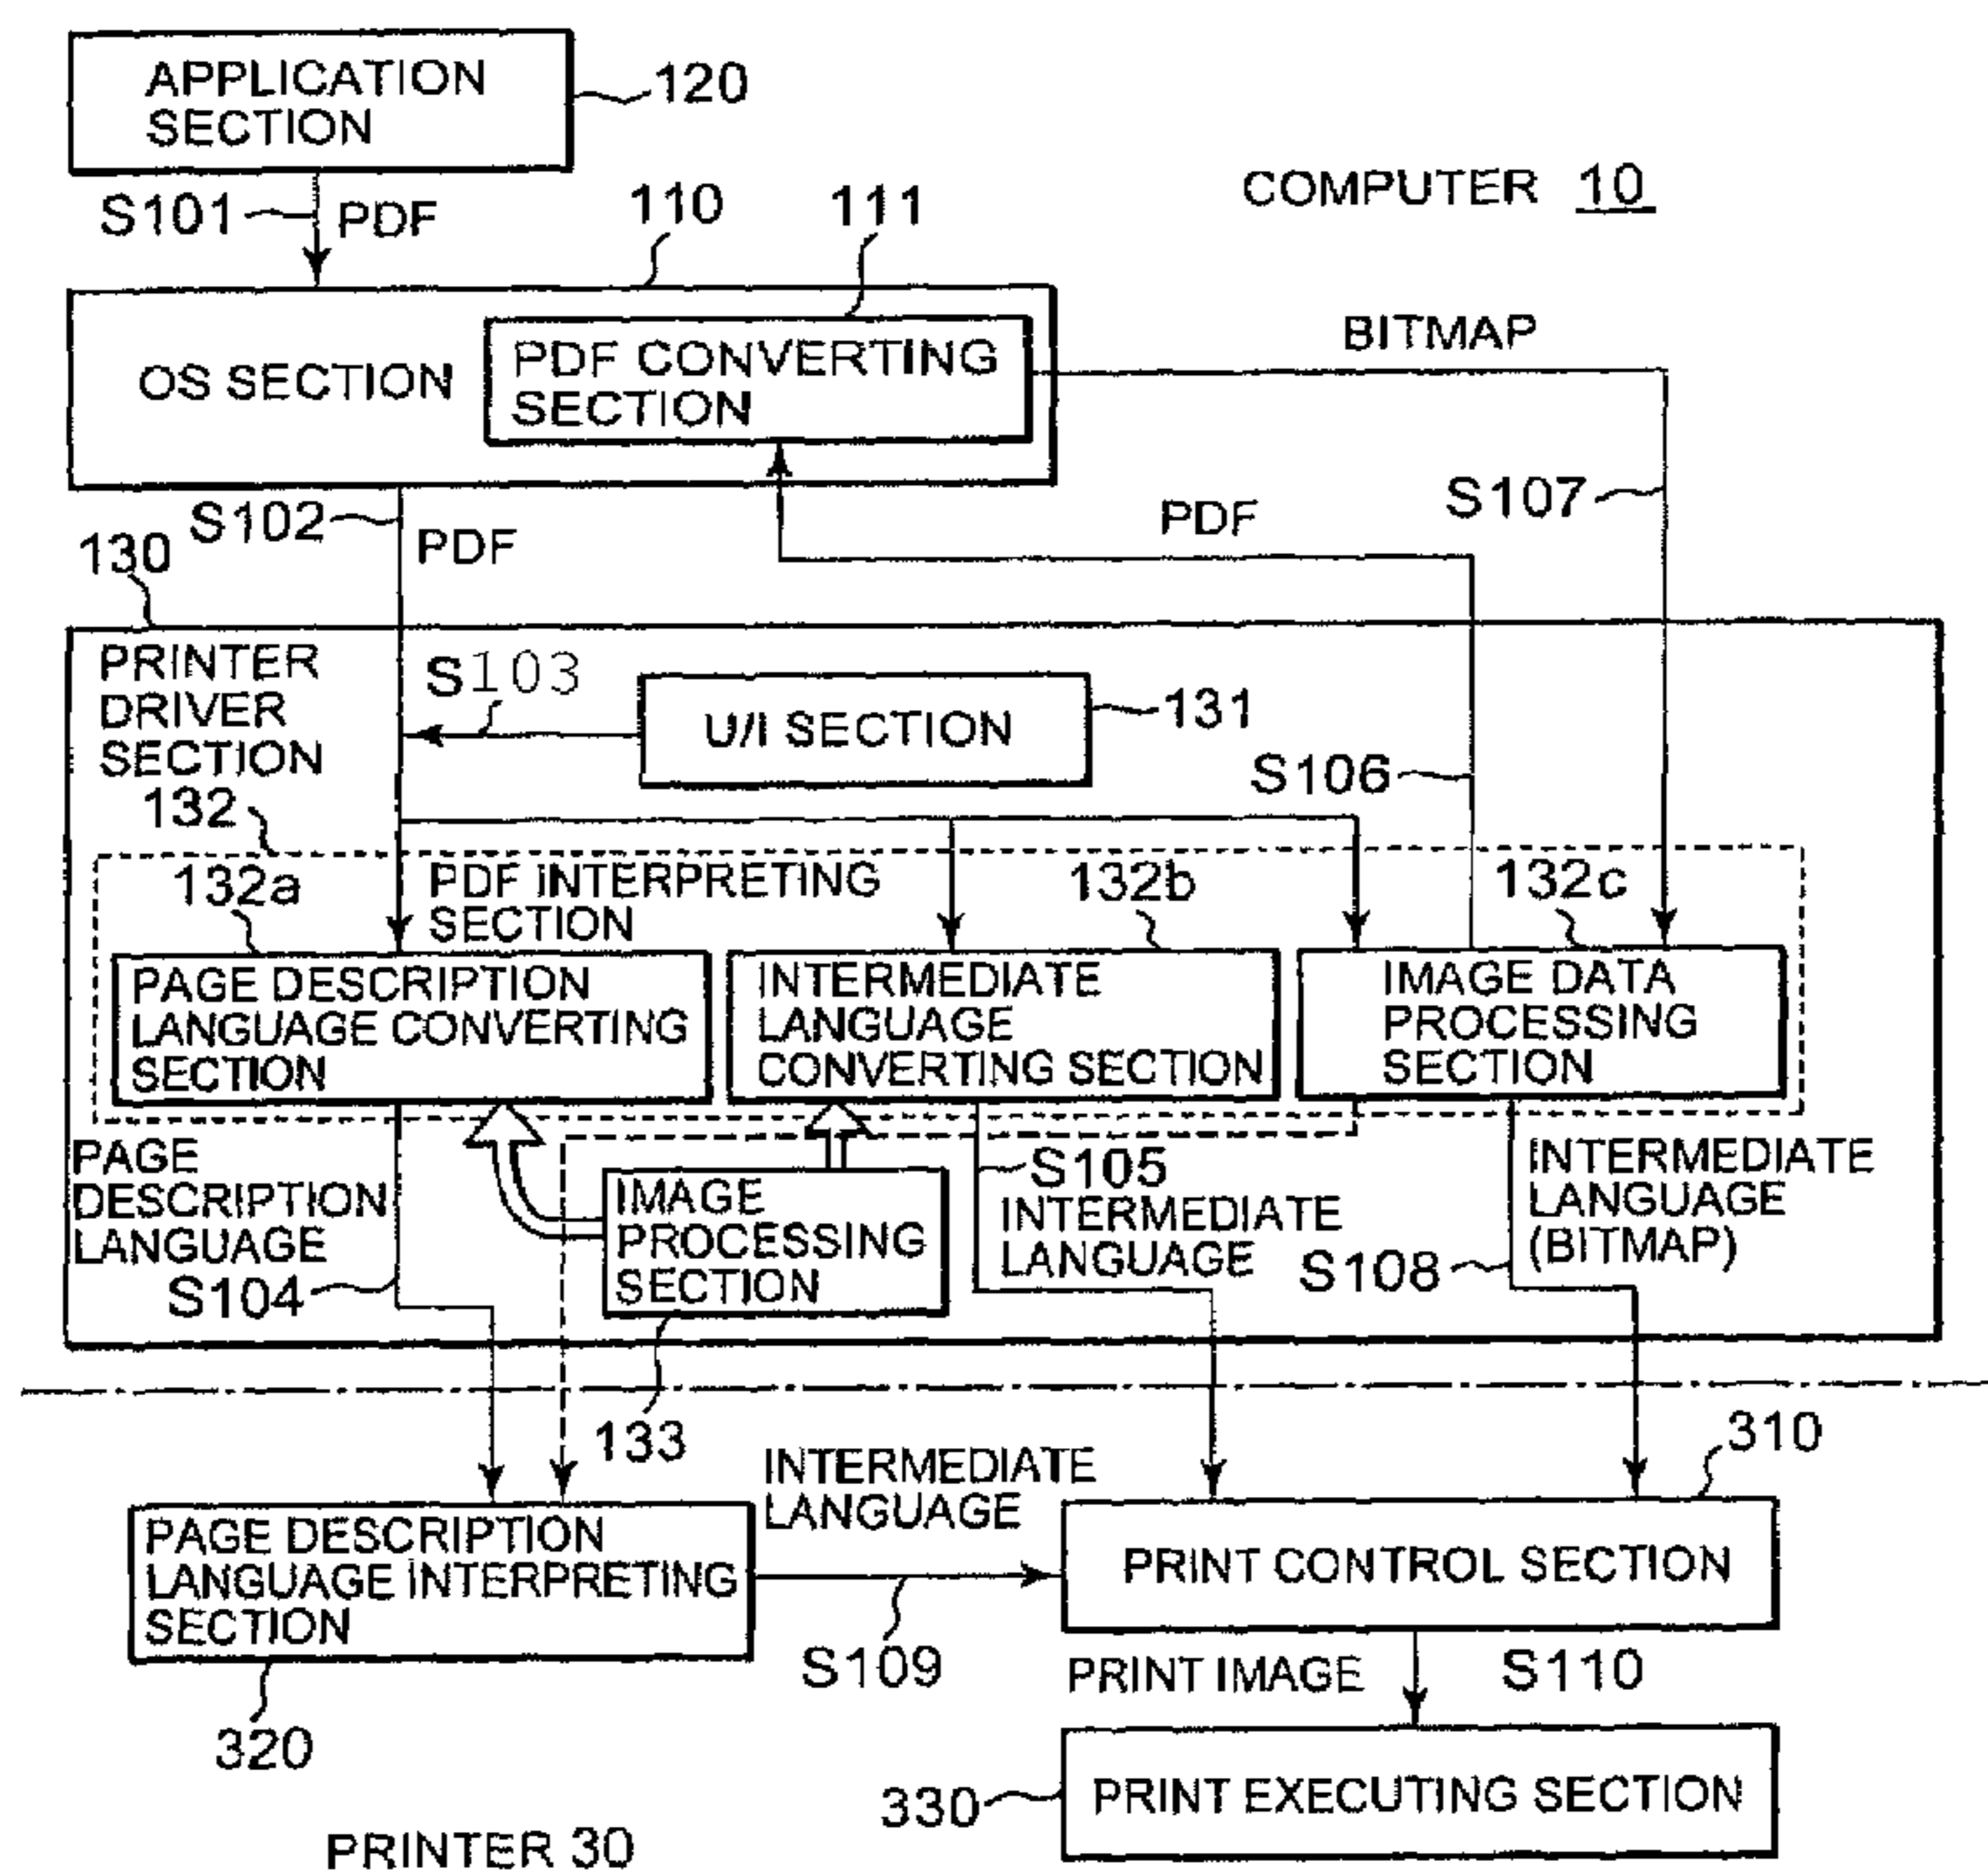 APPLICATION
SECTION
120
S101
PDF
110
111
COMPUTER 10
OS SECTION
PDF CONVERTING
SECTION
BITMAP
S102
PDF
PDF
S107
130
PRINTER
DRIVER
SECTION
S103
U/I SECTION
131
S106
132
132a
PDF INTERPRETING
SECTION
132b
132c
PAGE DESCRIPTION
LANGUAGE CONVERTING
SECTION
INTERMEDIATE
LANGUAGE
CONVERTING SECTION
IMAGE DATA
PROCESSING
SECTION
PAGE
DESCRIPTION
LANGUAGE
S104
IMAGE
PROCESSING
SECTION
S105
INTERMEDIATE
LANGUAGE
INTERMEDIATE
LANGUAGE
(BITMAP)
S108
133
INTERMEDIATE
LANGUAGE
310
PAGE DESCRIPTION
LANGUAGE INTERPRETING
SECTION
PRINT CONTROL SECTION
S109
320
PRINT IMAGE
S110
330
PRINT EXECUTING SECTION
PRINTER 30